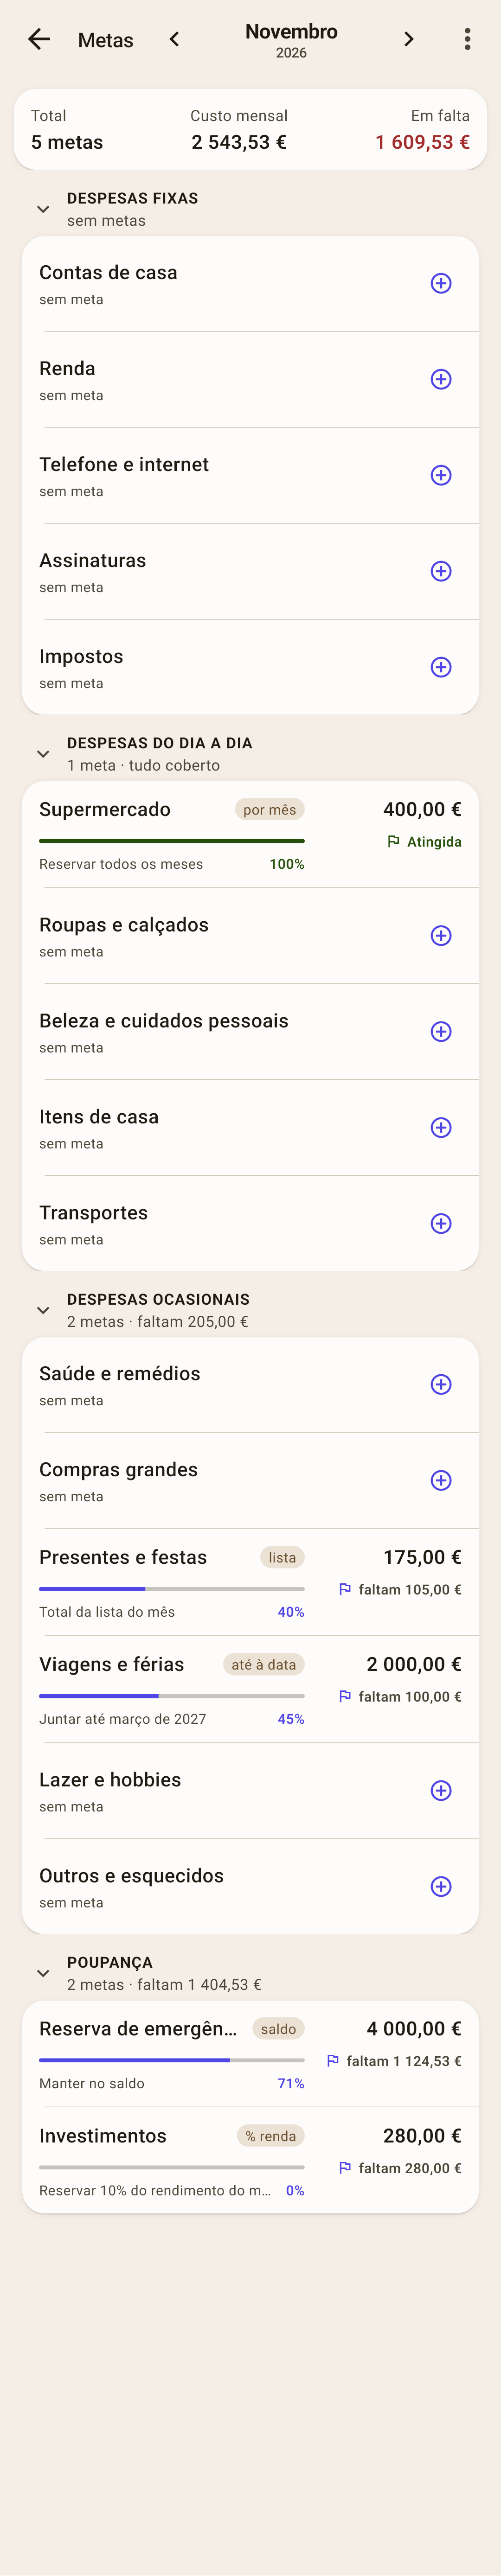 Metas
Novembro
2026
Total
Custo mensal
Em falta
5 metas
2 543,53 €
1 609,53 €
DESPESAS FIXAS
sem metas
Contas de casa
sem meta
Renda
sem meta
Telefone e internet
sem meta
Assinaturas
sem meta
Impostos
sem meta
DESPESAS DO DIA A DIA
1 meta · tudo coberto
Supermercado
por mês
400,00 €
Atingida
Reservar todos os meses
100%
Roupas e calçados
sem meta
Beleza e cuidados pessoais
sem meta
Itens de casa
sem meta
Transportes
sem meta
DESPESAS OCASIONAIS
2 metas · faltam 205,00 €
Saúde e remédios
sem meta
Compras grandes
sem meta
Presentes e festas
lista
175,00 €
faltam 105,00 €
Total da lista do mês
40%
Viagens e férias
até à data
2 000,00 €
faltam 100,00 €
Juntar até março de 2027
45%
Lazer e hobbies
sem meta
Outros e esquecidos
sem meta
POUPANÇA
2 metas · faltam 1 404,53 €
Reserva de emergên...
saldo
4 000,00 €
faltam 1 124,53 €
Manter no saldo
71%
Investimentos
% renda
280,00 €
faltam 280,00 €
Reservar 10% do rendimento do m...
0%